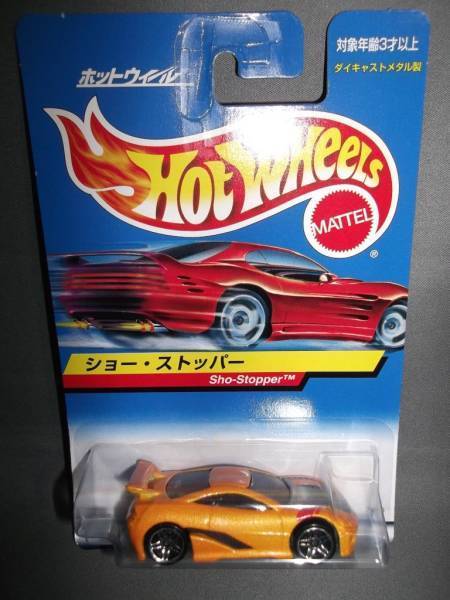 ホットウィール
対象年齢3才以上
ダイキャストメタル製
HOT WHEELS
MATTEL
®
ショー・ストッパー
Sho-Stopper™